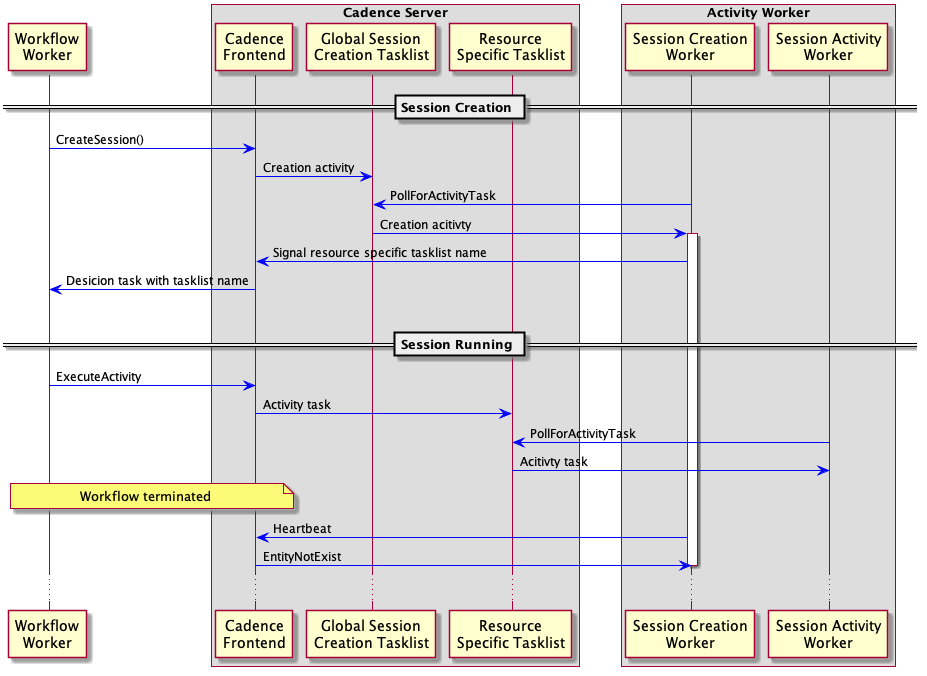 Cadence Server
Activity Worker
Workflow
Worker
Cadence
Frontend
Global Session
Creation Tasklist
Resource
Specific Tasklist
Session Creation
Worker
Session Activity
Worker
Session Creation
CreateSession()
Creation activity
PollForActivityTask
Creation acitivty
Signal resource specific tasklist name
Desicion task with tasklist name
Session Running
ExecuteActivity
Activity task
PollForActivityTask
Acitivty task
Workflow terminated
Heartbeat
EntityNotExist
Workflow
Worker
Cadence
Frontend
Global Session
Creation Tasklist
Resource
Specific Tasklist
Session Creation
Worker
Session Activity
Worker